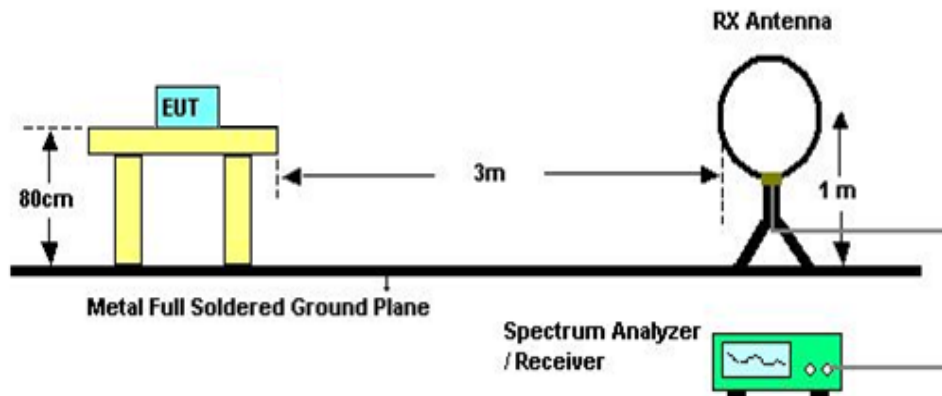 RX Antenna
EUT
80cm
3m
1 m
Metal Full Soldered Ground Plane
Spectrum Analyzer
/ Receiver